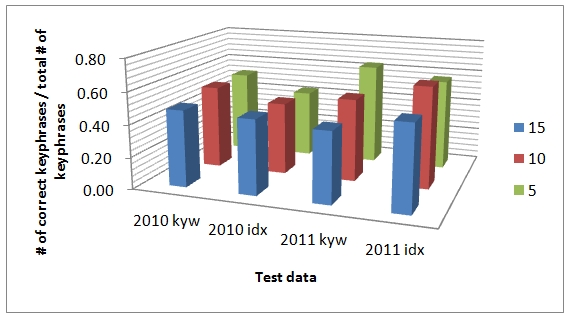 # of correct keyphrases / total # of
keyphrases
0.80
0.60
0.40
0.20
0.00
2010 kyw
2010 idx
2011 kyw
2011 idx
Test data
15
10
5